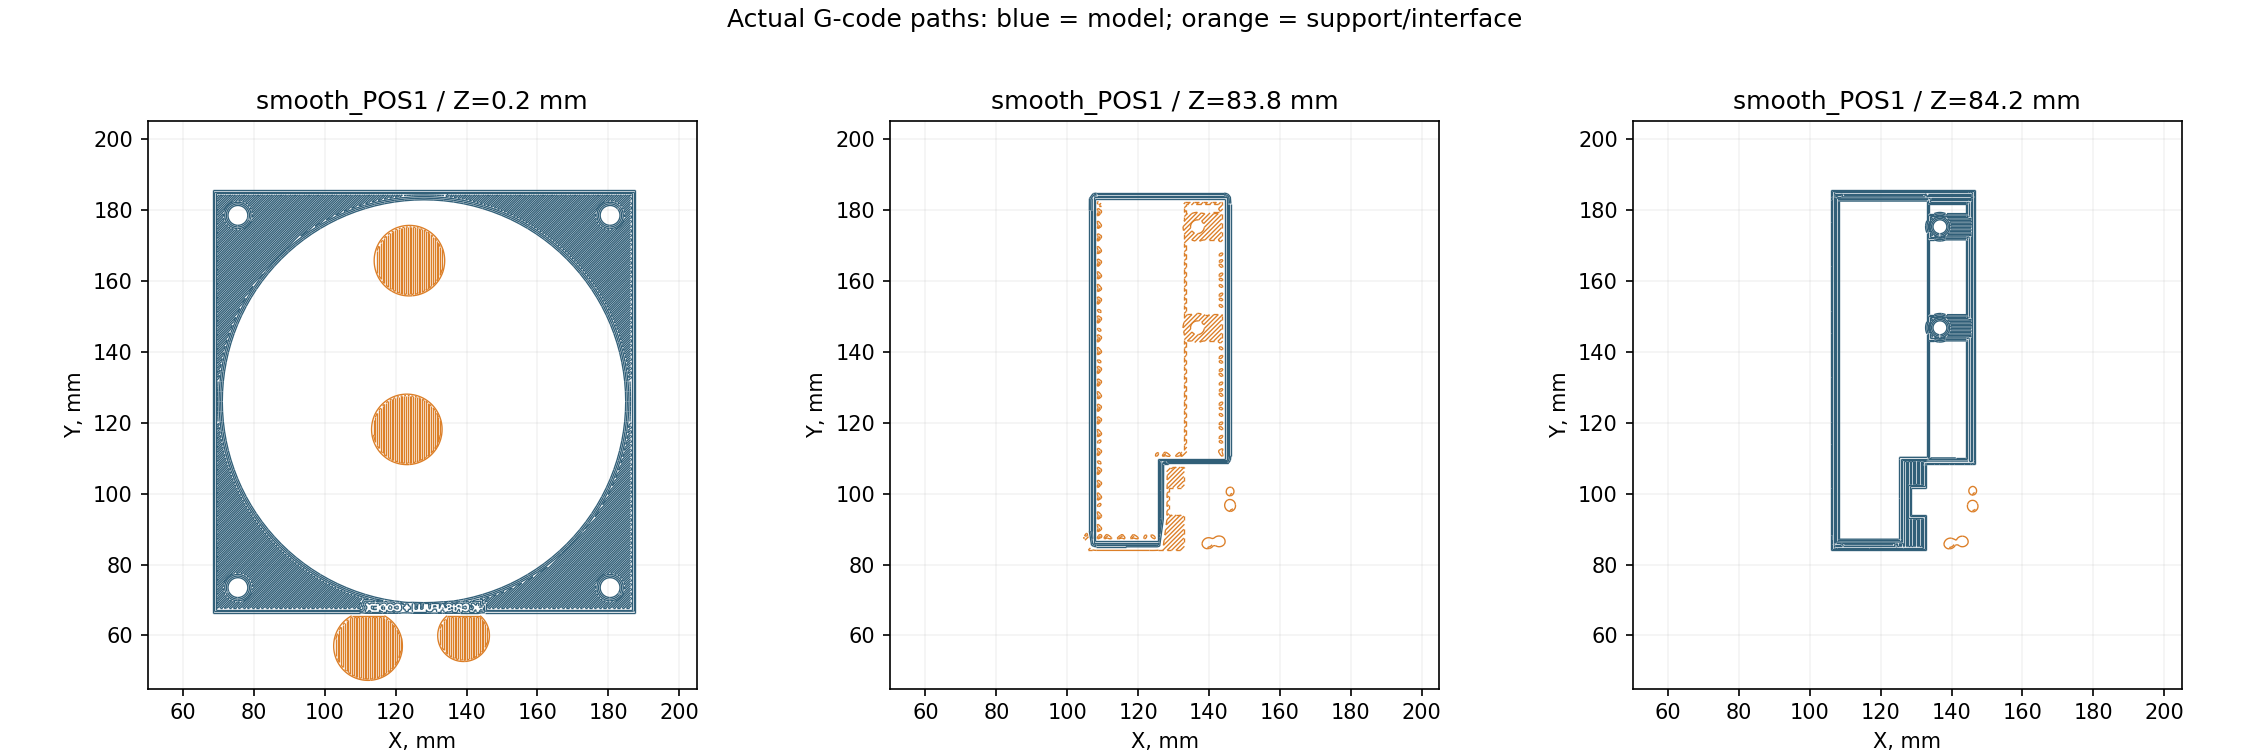 Actual G-code paths: blue = model; orange = support/interface
smooth_POS1 / Z=0.2 mm
smooth_POS1 / Z=83.8 mm
smooth_POS1 / Z=84.2 mm
Y, mm
200
180
160
140
120
100
80
60
60 80 100 120 140 160 180 200
X, mm
Y, mm
200
180
160
140
120
100
80
60
60 80 100 120 140 160 180 200
X, mm
Y, mm
200
180
160
140
120
100
80
60
60 80 100 120 140 160 180 200
X, mm